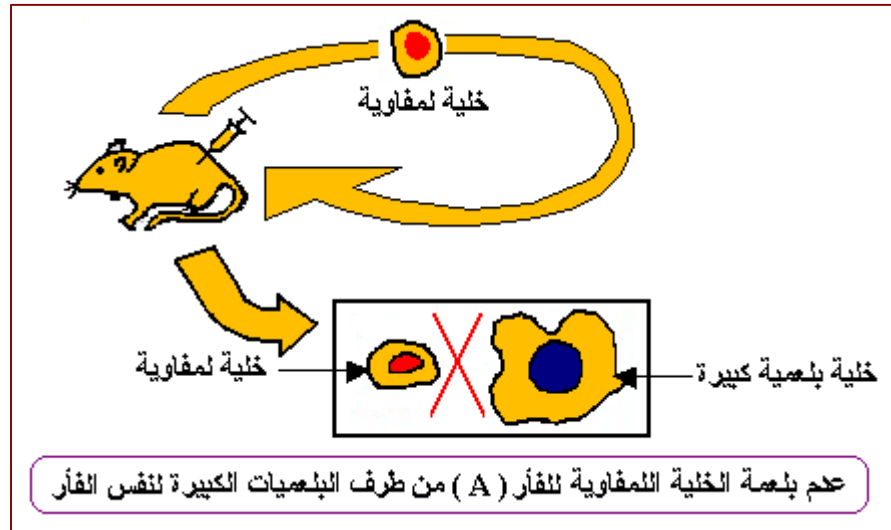 خلية لمفاوية
خلية لمفاوية
خلية بلعمية كبيرة
عدم بلعمة الخلية اللمفاوية للفأر ( A ) من طرف البلعميات الكبيرة لنفس الفأر